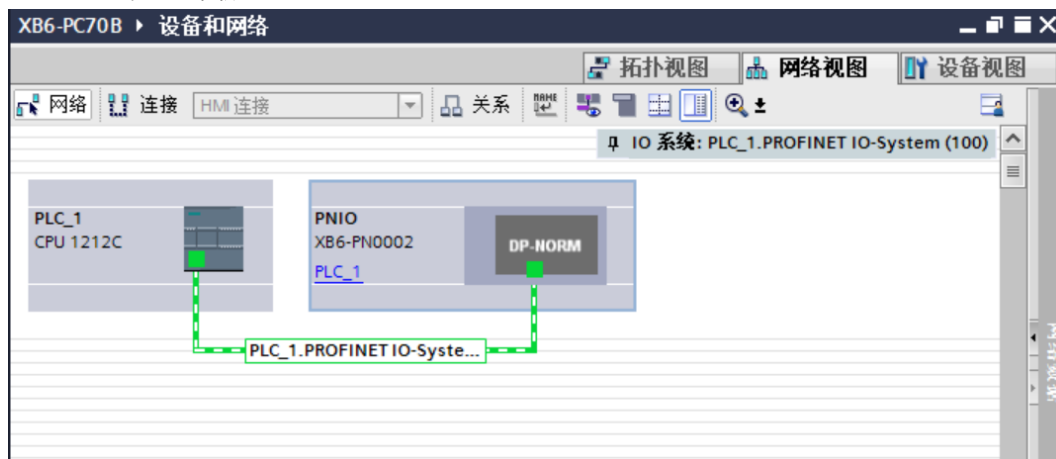 XB6-PC70B ▸ 设备和网络
拓扑视图 网络视图 设备视图
网络 连接 HMI 连接 关系
IO 系统: PLC_1.PROFINET IO-System (100)
PLC_1
CPU 1212C
PNIO
XB6-PN0002
PLC_1
DP-NORM
PLC_1.PROFINET IO-Syste...